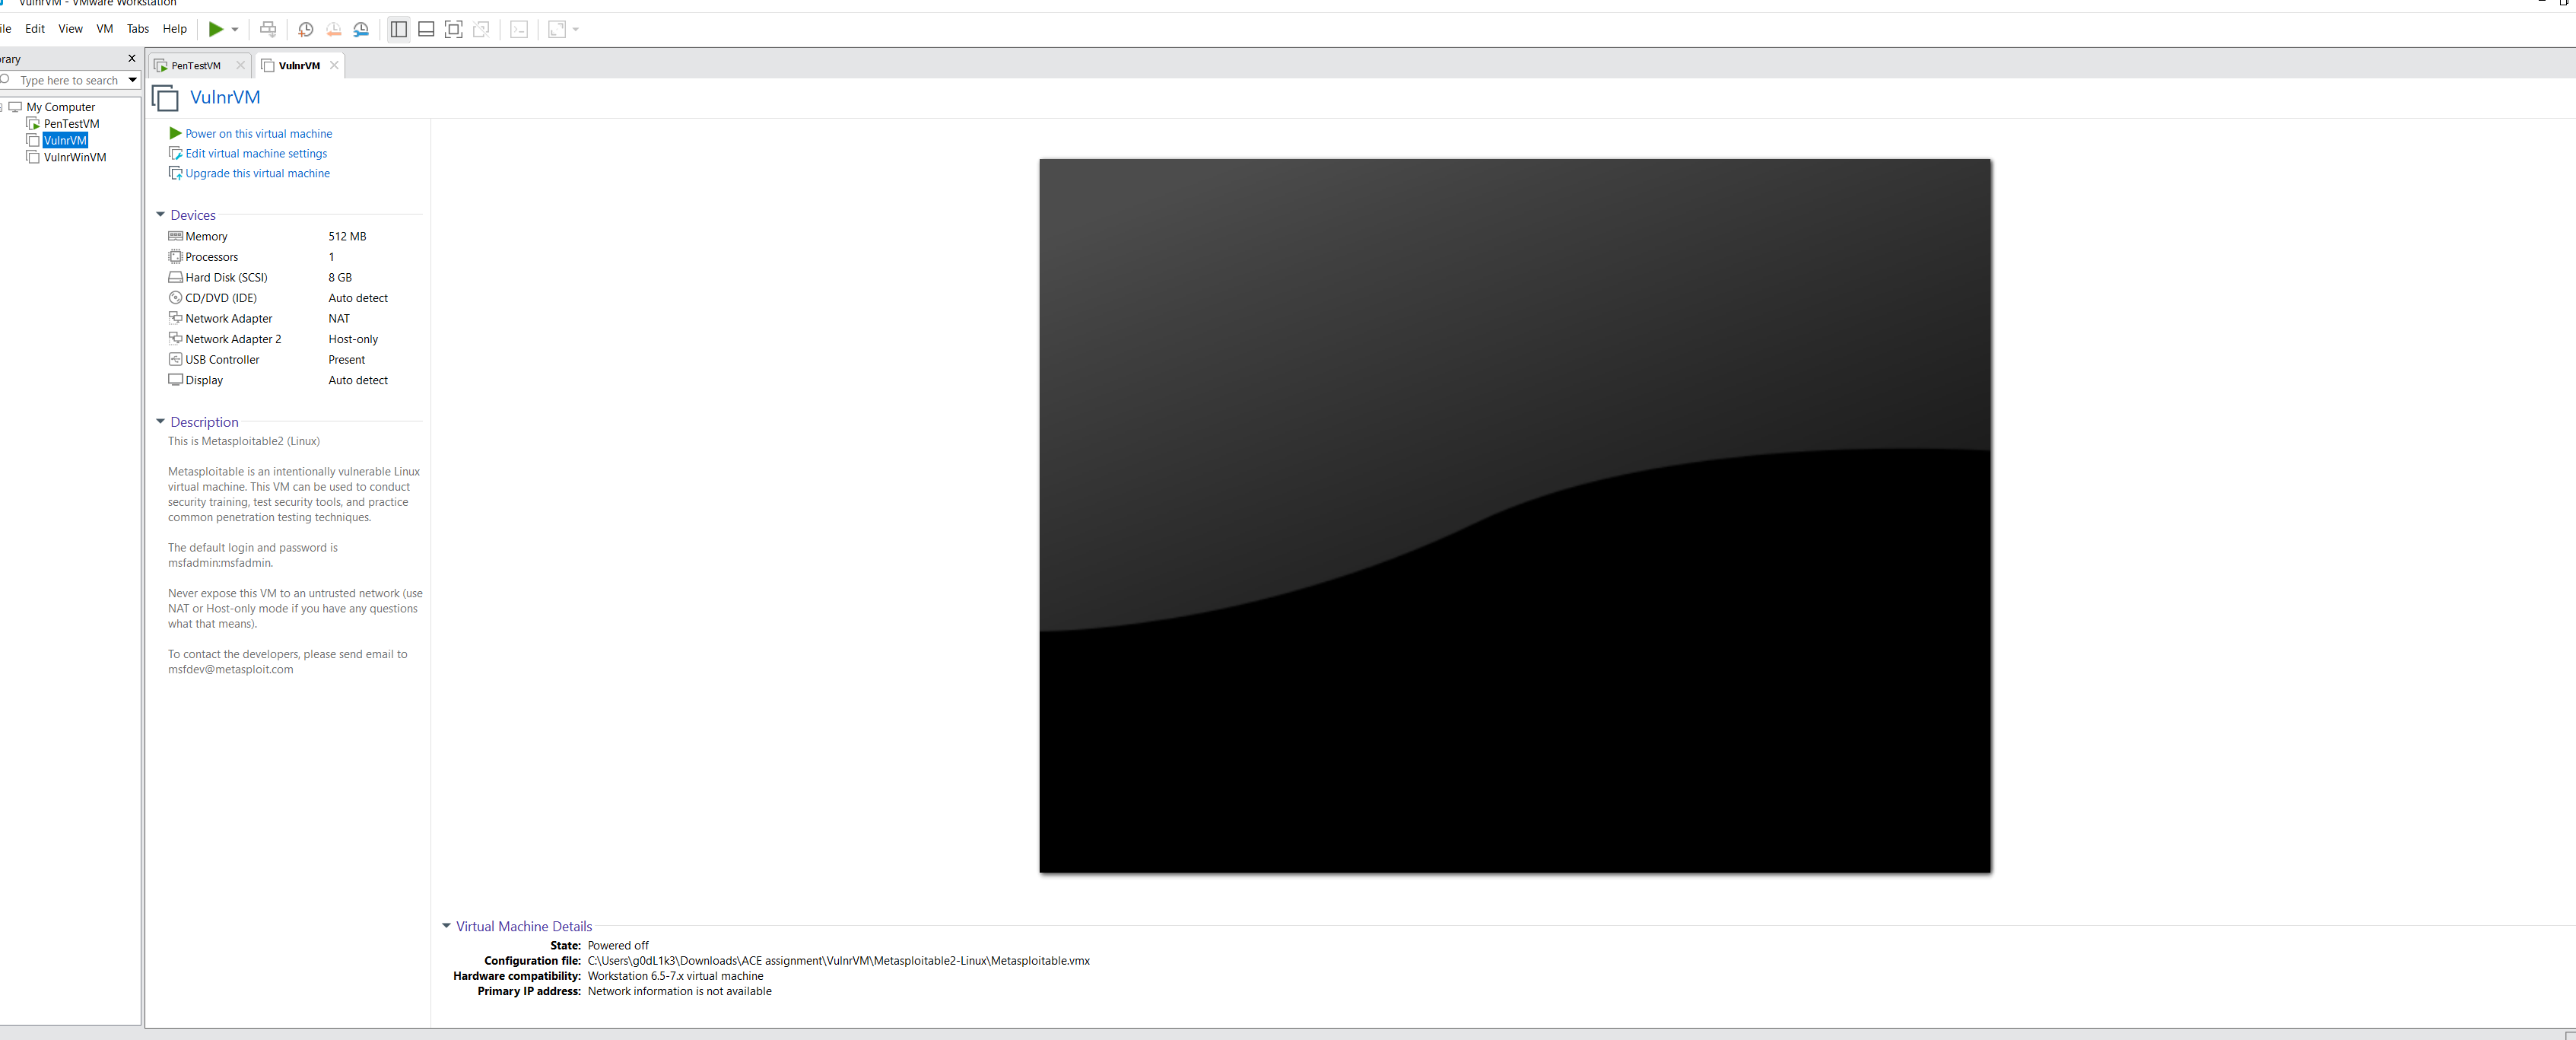 VulnrVM - VMware Workstation
ile Edit View VM Tabs Help
rary
Type here to search
PenTestVM
VulnrVM
My Computer
PenTestVM
VulnrVM
VulnrWinVM
VulnrVM
Power on this virtual machine
Edit virtual machine settings
Upgrade this virtual machine
Devices
Memory 512 MB
Processors 1
Hard Disk (SCSI) 8 GB
CD/DVD (IDE) Auto detect
Network Adapter NAT
Network Adapter 2 Host-only
USB Controller Present
Display Auto detect
Description
This is Metasploitable2 (Linux)
Metasploitable is an intentionally vulnerable Linux
virtual machine. This VM can be used to conduct
security training, test security tools, and practice
common penetration testing techniques.
The default login and password is
msfadmin:msfadmin.
Never expose this VM to an untrusted network (use
NAT or Host-only mode if you have any questions
what that means).
To contact the developers, please send email to
msfdev@metasploit.com
Virtual Machine Details
State: Powered off
Configuration file: C:\Users\g0dL1k3\Downloads\ACE assignment\VulnrVM\Metasploitable2-Linux\Metasploitable.vmx
Hardware compatibility: Workstation 6.5-7.x virtual machine
Primary IP address: Network information is not available